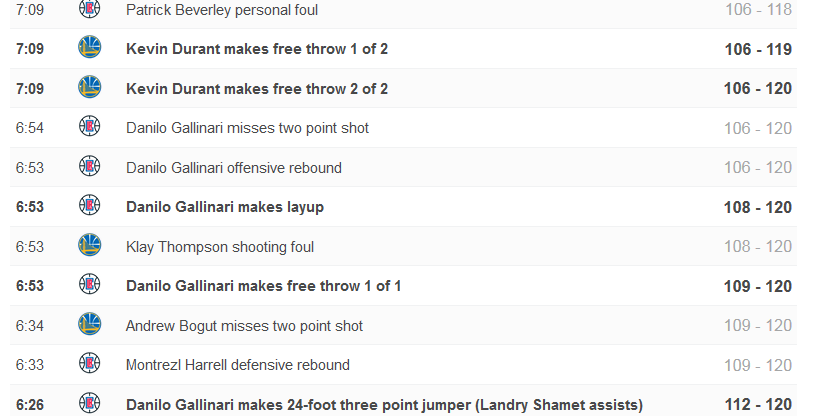 7:09 Patrick Beverley personal foul 106 - 118
7:09 Kevin Durant makes free throw 1 of 2 106 - 119
7:09 Kevin Durant makes free throw 2 of 2 106 - 120
6:54 Danilo Gallinari misses two point shot 106 - 120
6:53 Danilo Gallinari offensive rebound 106 - 120
6:53 Danilo Gallinari makes layup 108 - 120
6:53 Klay Thompson shooting foul 108 - 120
6:53 Danilo Gallinari makes free throw 1 of 1 109 - 120
6:34 Andrew Bogut misses two point shot 109 - 120
6:33 Montrezl Harrell defensive rebound 109 - 120
6:26 Danilo Gallinari makes 24-foot three point jumper (Landry Shamet assists) 112 - 120